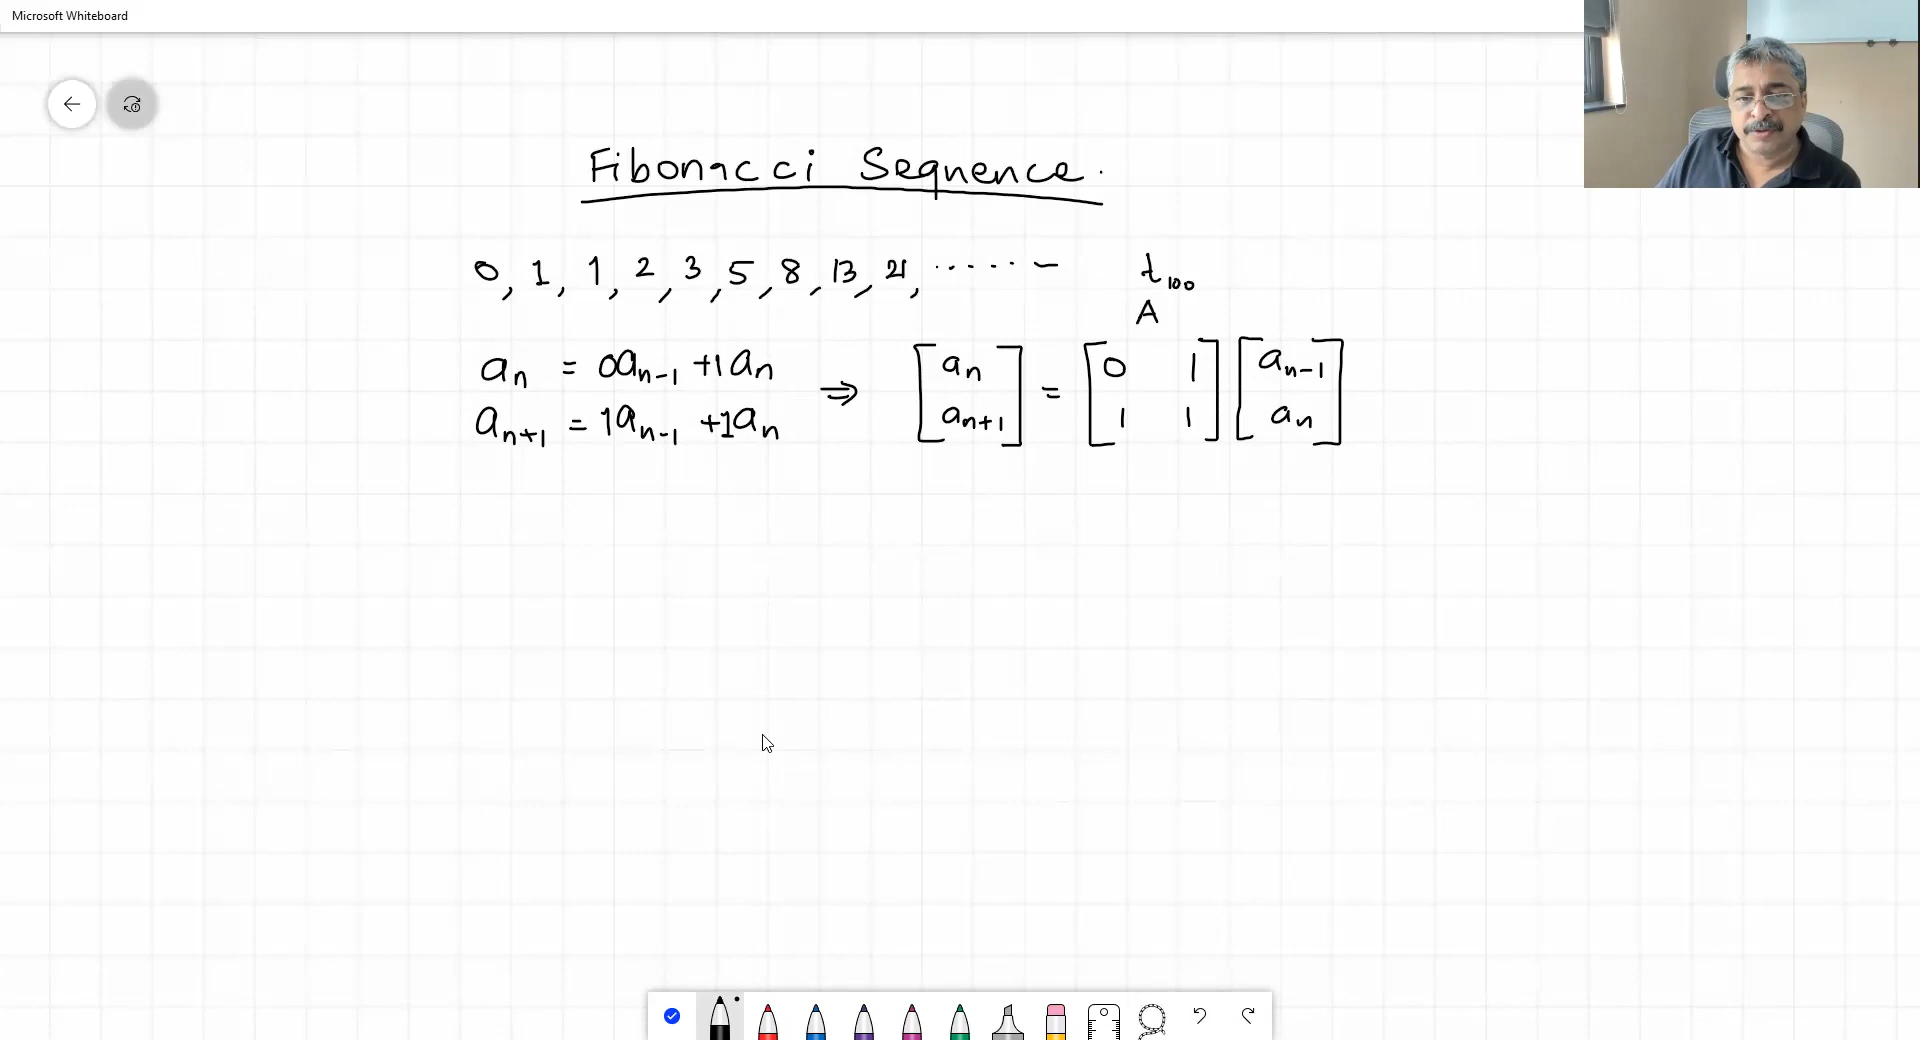 Microsoft Whiteboard
Fibonacci Sequence.
0, 1, 1, 2, 3, 5, 8, 13, 21, ......− t₁₀₀
A
aₙ = 0aₙ₋₁ +1aₙ ⇒ [aₙ aₙ₊₁] = [0 1 1 1] [aₙ₋₁ aₙ]
aₙ₊₁ = 1aₙ₋₁ +1aₙ